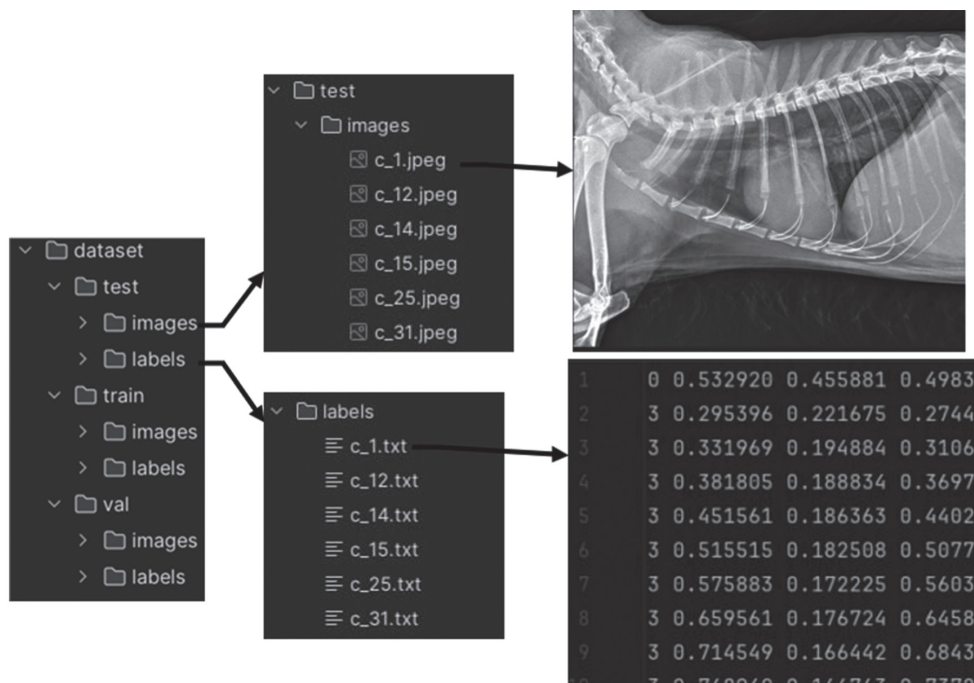 dataset
test
images
labels
train
images
labels
val
images
labels
test
images
c_1.jpeg
c_12.jpeg
c_14.jpeg
c_15.jpeg
c_25.jpeg
c_31.jpeg
labels
c_1.txt
c_12.txt
c_14.txt
c_15.txt
c_25.txt
c_31.txt
1 0 0.532920 0.455881 0.4983
2 3 0.295396 0.221675 0.2744
3 3 0.331969 0.194884 0.3106
4 3 0.381805 0.188834 0.3697
5 3 0.451561 0.186363 0.4402
6 3 0.515515 0.182508 0.5077
7 3 0.575883 0.172225 0.5603
8 3 0.659561 0.176724 0.6458
9 3 0.714549 0.166442 0.6843